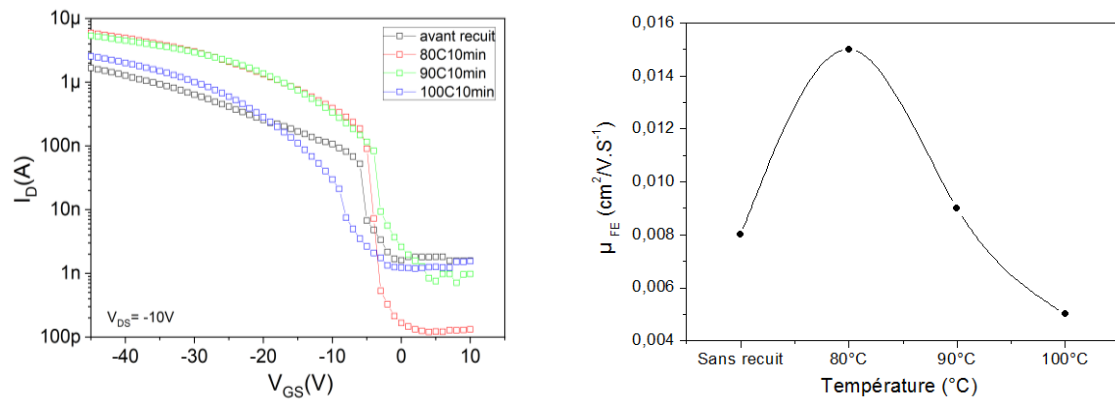 10µ
1µ
100n
10n
1n
100p
I_D(A)
avant recuit
80C10min
90C10min
100C10min
V_DS= -10V
-40 -30 -20 -10 0 10
V_GS(V)
0,016
0,014
0,012
0,010
0,008
0,006
0,004
µ_FE (cm²/V.S⁻¹)
Sans recuit 80°C 90°C 100°C
Température (°C)